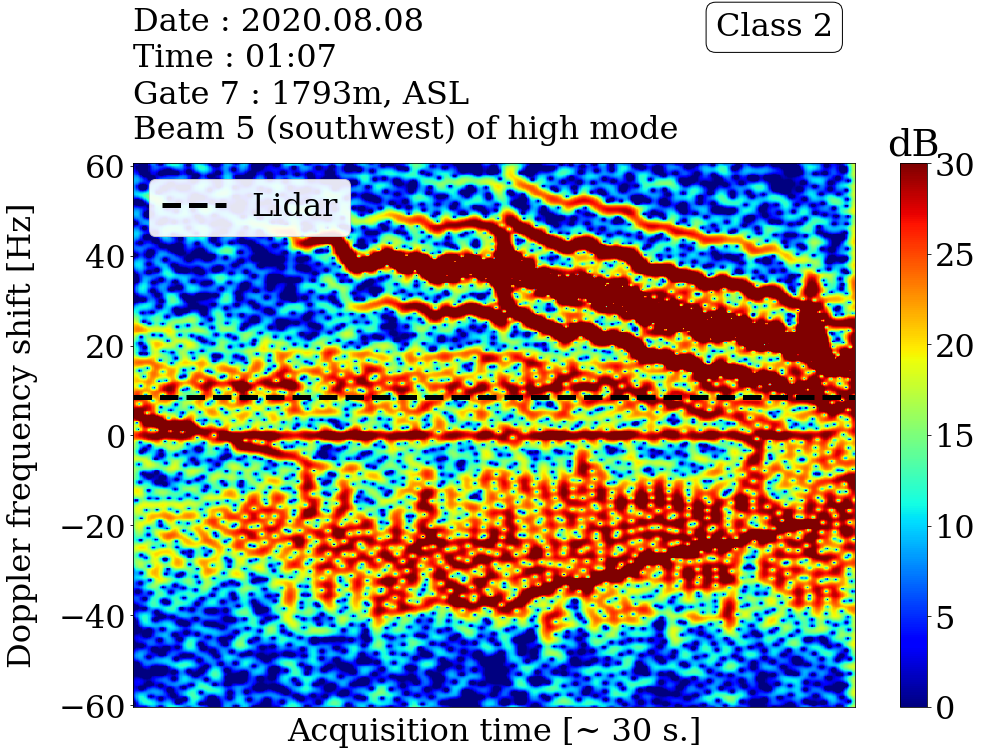 Date : 2020.08.08
Time : 01:07
Gate 7 : 1793m, ASL
Beam 5 (southwest) of high mode
Class 2
dB
Lidar
Doppler frequency shift [Hz]
60
40
20
0
−20
−40
−60
Acquisition time [~ 30 s.]
30
25
20
15
10
5
0